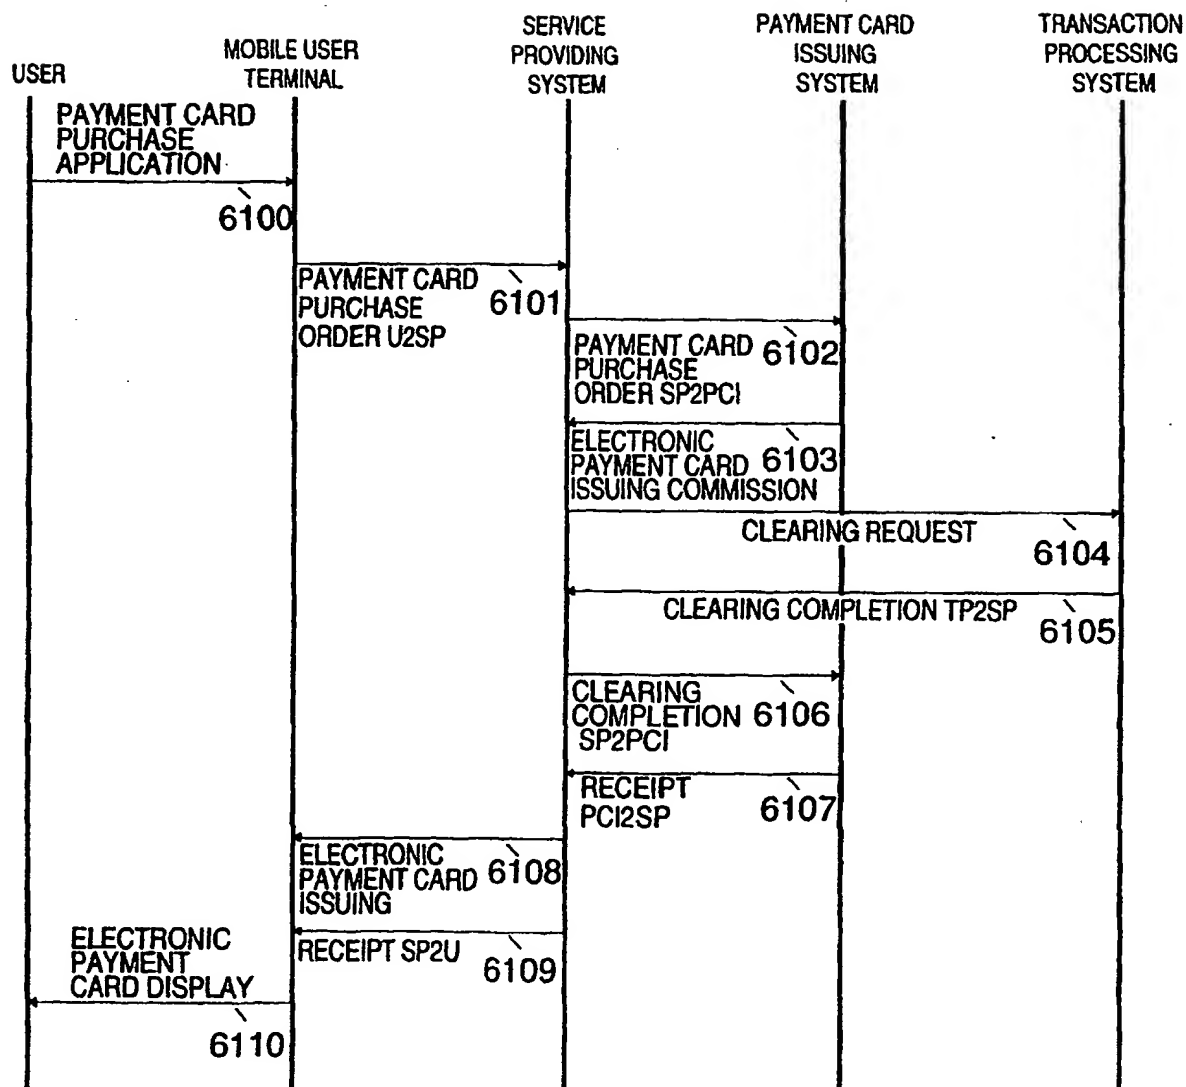 USER
MOBILE USER
TERMINAL
SERVICE
PROVIDING
SYSTEM
PAYMENT CARD
ISSUING
SYSTEM
TRANSACTION
PROCESSING
SYSTEM
PAYMENT CARD
PURCHASE
APPLICATION
6100
PAYMENT CARD
PURCHASE
ORDER U2SP
6101
PAYMENT CARD
PURCHASE
ORDER SP2PCI
6102
ELECTRONIC
PAYMENT CARD
ISSUING COMMISSION
6103
CLEARING REQUEST
6104
CLEARING COMPLETION TP2SP
6105
CLEARING
COMPLETION
SP2PCI
6106
RECEIPT
PCI2SP
6107
ELECTRONIC
PAYMENT CARD
ISSUING
6108
RECEIPT SP2U
6109
ELECTRONIC
PAYMENT
CARD DISPLAY
6110